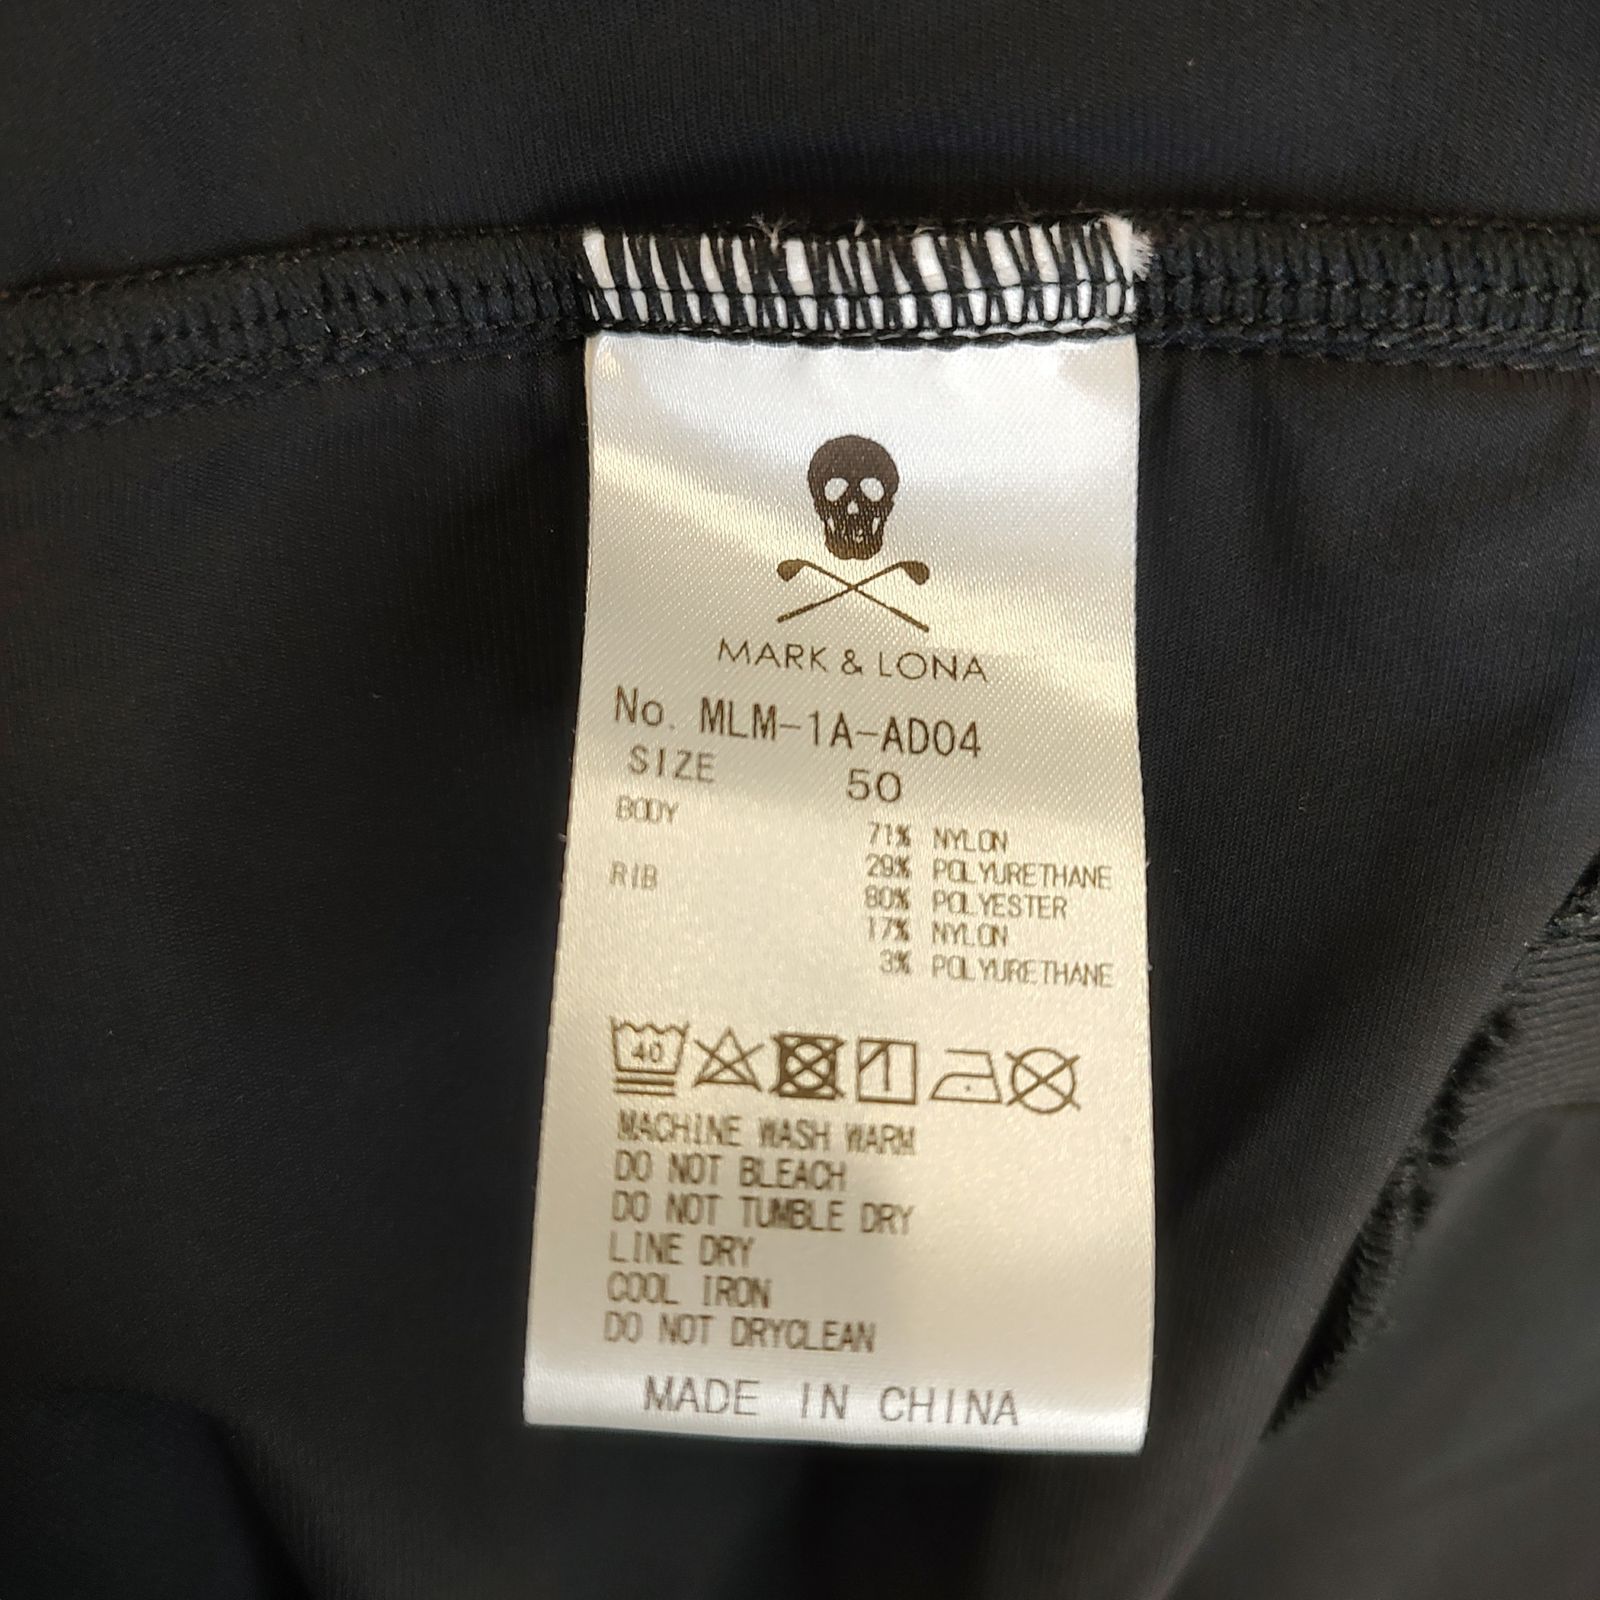 MARK & LONA
No. MLM-1A-AD04
SIZE 50
BODY 71% NYLON
29% POLYURETHANE
RIB 80% POLYESTER
17% NYLON
3% POLYURETHANE
40
MACHINE WASH WARM
DO NOT BLEACH
DO NOT TUMBLE DRY
LINE DRY
COOL IRON
DO NOT DRYCLEAN
MADE IN CHINA